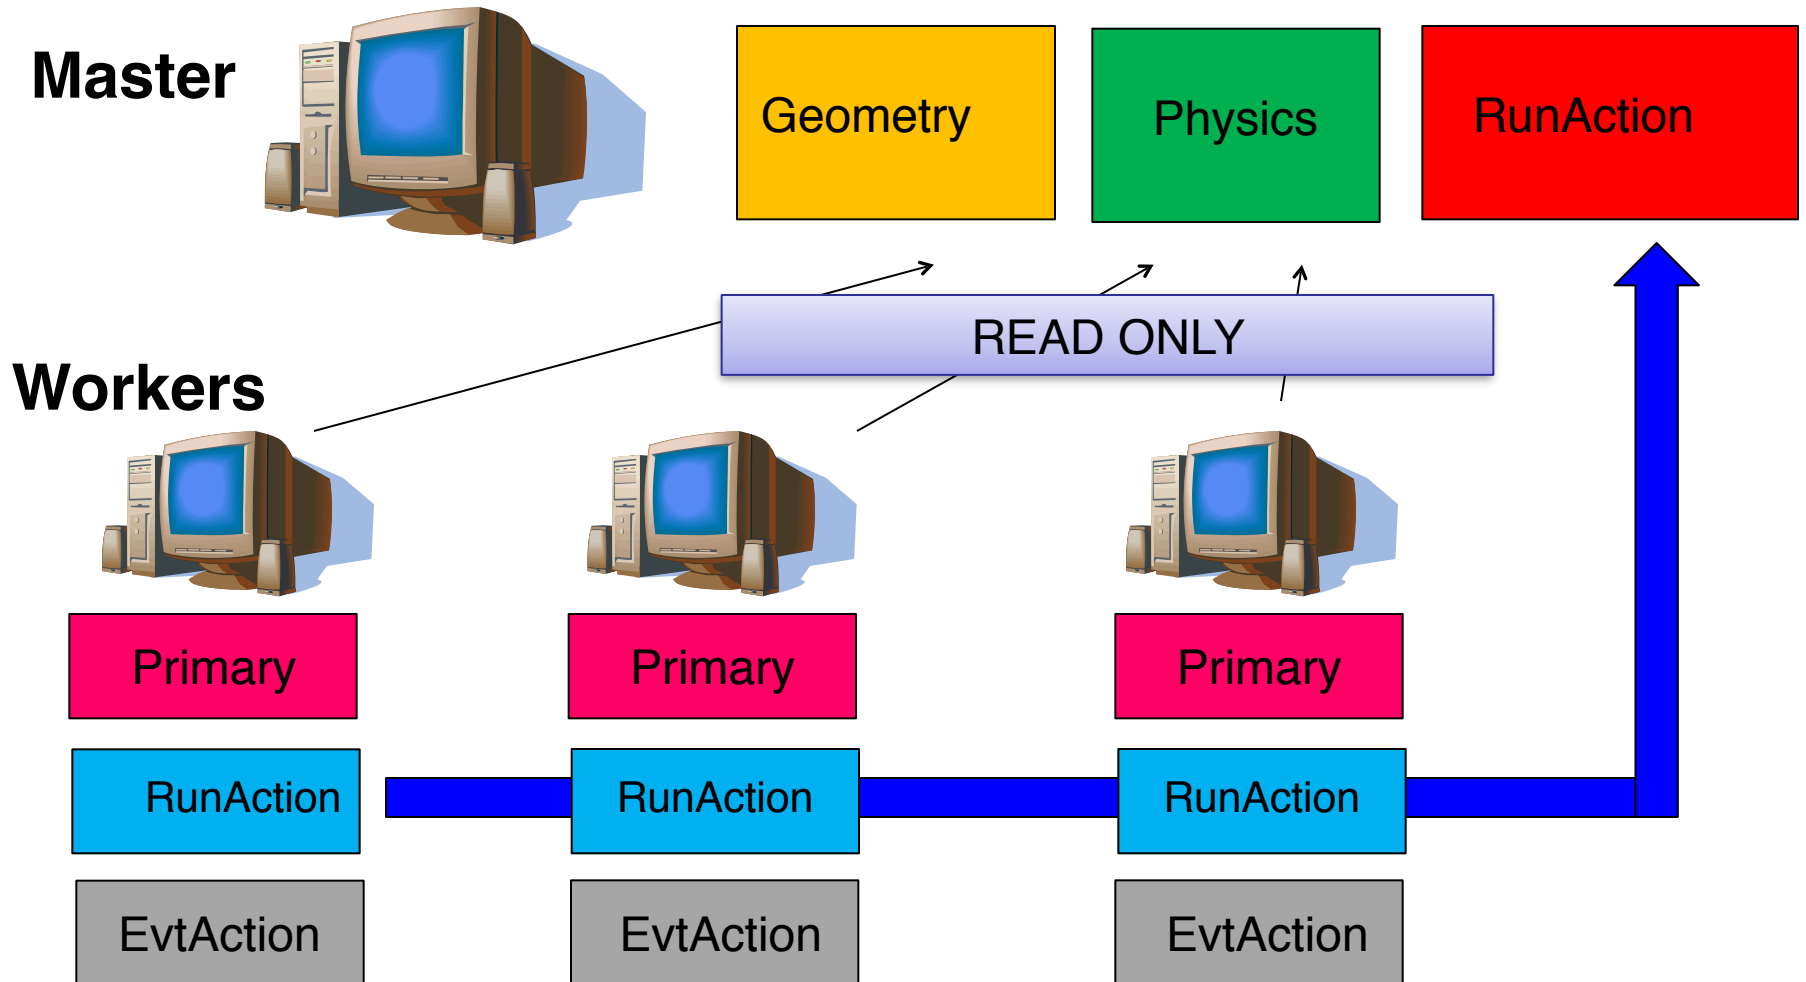 Master
Geometry
Physics
RunAction
READ ONLY
Workers
Primary
Primary
Primary
RunAction
RunAction
RunAction
EvtAction
EvtAction
EvtAction